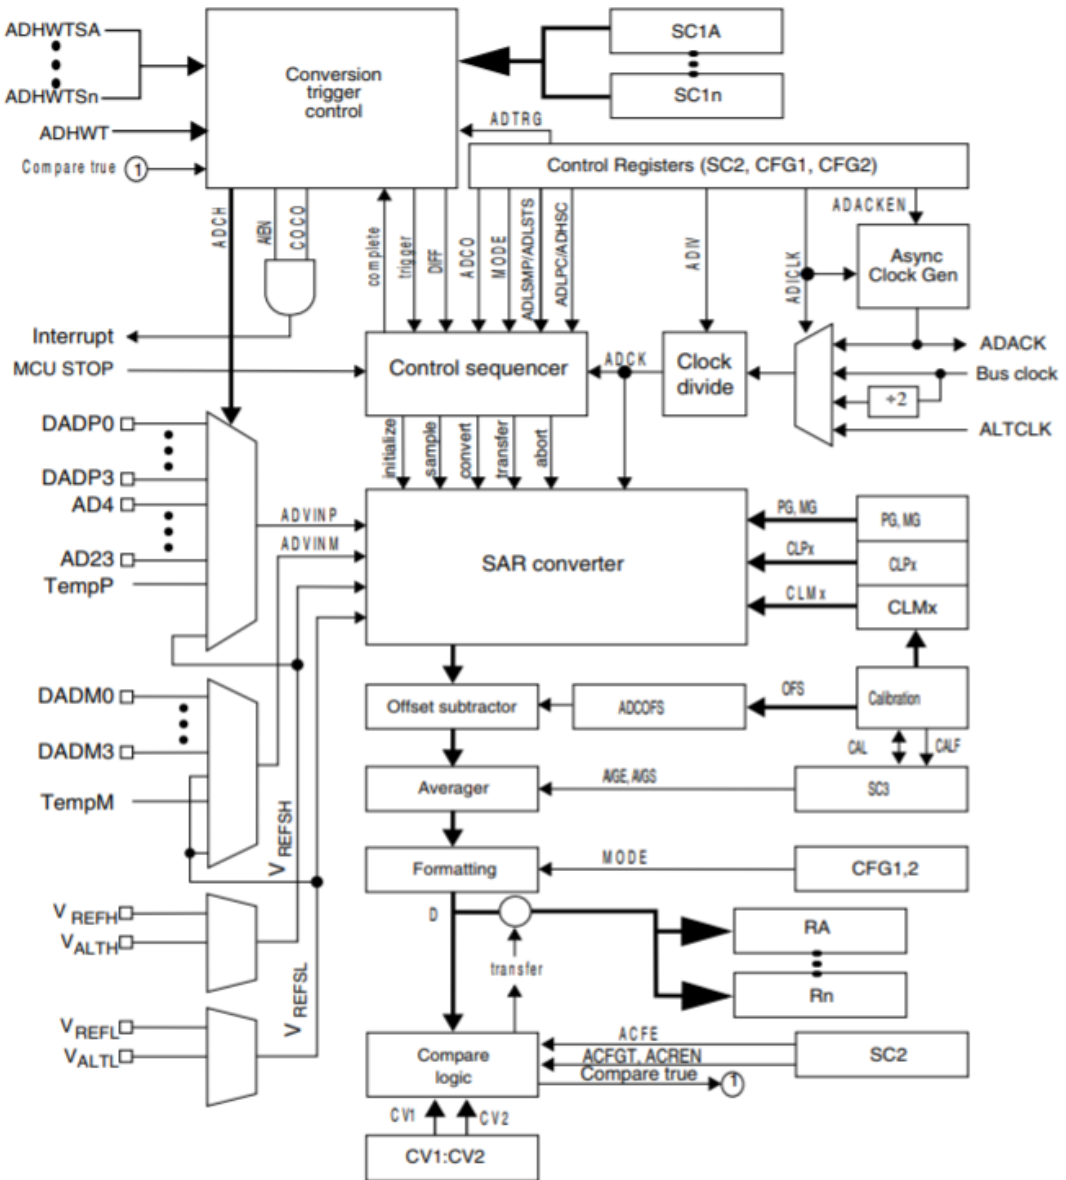 ADHWTSA
ADHWTSn
ADHWT
Compare true 1
Conversion
trigger
control
SC1A
SC1n
ADTRG
Control Registers (SC2, CFG1, CFG2)
ADCH
AIEN
COCO
complete
trigger
DIFF
ADCO
MODE
ADLSMP/ADLSTS
ADLPC/ADHSC
ADIV
ADICLK
ADACKEN
Async
Clock Gen
Interrupt
MCU STOP
Control sequencer
ADCK
Clock
divide
ADACK
Bus clock
÷2
ALTCLK
DADP0
DADP3
AD4
AD23
TempP
initialize
sample
convert
transfer
abort
ADVINP
ADVINM
SAR converter
PG, MG
PG, MG
CLPx
CLPx
CLMx
CLMx
DADM0
DADM3
TempM
Offset subtractor
ADCOFS
OFS
Calibration
CAL
CALF
Averager
AVGE, AVGS
SC3
Formatting
MODE
CFG1,2
V REFSH
V REFSL
V REFH
VALTH
V REFL
VALTL
D
transfer
RA
Rn
Compare
logic
ACFE
ACFGT, ACREN
Compare true
1
SC2
CV1
CV2
CV1:CV2